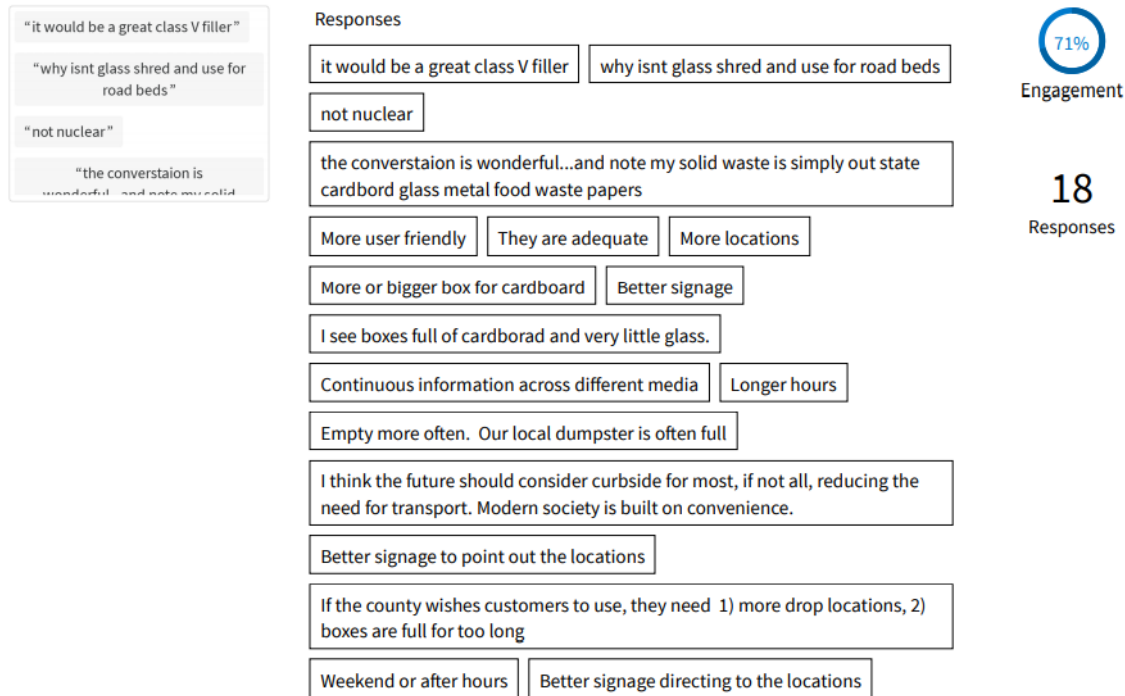 “it would be a great class V filler”
“why isnt glass shred and use for
road beds”
“not nuclear”
“the converstaion is
wonderful...and note my solid
Responses
it would be a great class V filler
why isnt glass shred and use for road beds
not nuclear
the converstaion is wonderful...and note my solid waste is simply out state
cardbord glass metal food waste papers
More user friendly
They are adequate
More locations
More or bigger box for cardboard
Better signage
I see boxes full of cardborad and very little glass.
Continuous information across different media
Longer hours
Empty more often.  Our local dumpster is often full
I think the future should consider curbside for most, if not all, reducing the
need for transport. Modern society is built on convenience.
Better signage to point out the locations
If the county wishes customers to use, they need  1) more drop locations, 2)
boxes are full for too long
Weekend or after hours
Better signage directing to the locations
71%
Engagement
18
Responses